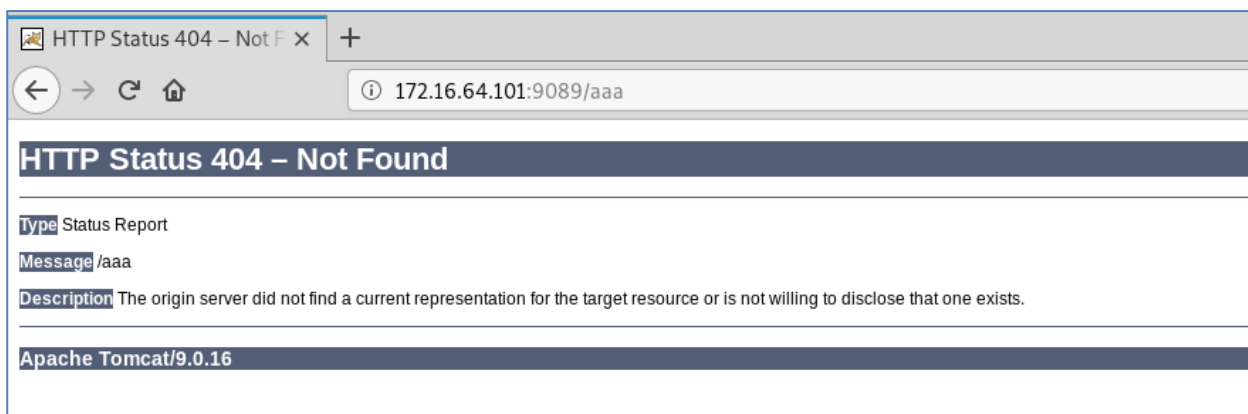 HTTP Status 404 – Not F
172.16.64.101:9089/aaa
HTTP Status 404 – Not Found
Type Status Report
Message /aaa
Description The origin server did not find a current representation for the target resource or is not willing to disclose that one exists.
Apache Tomcat/9.0.16